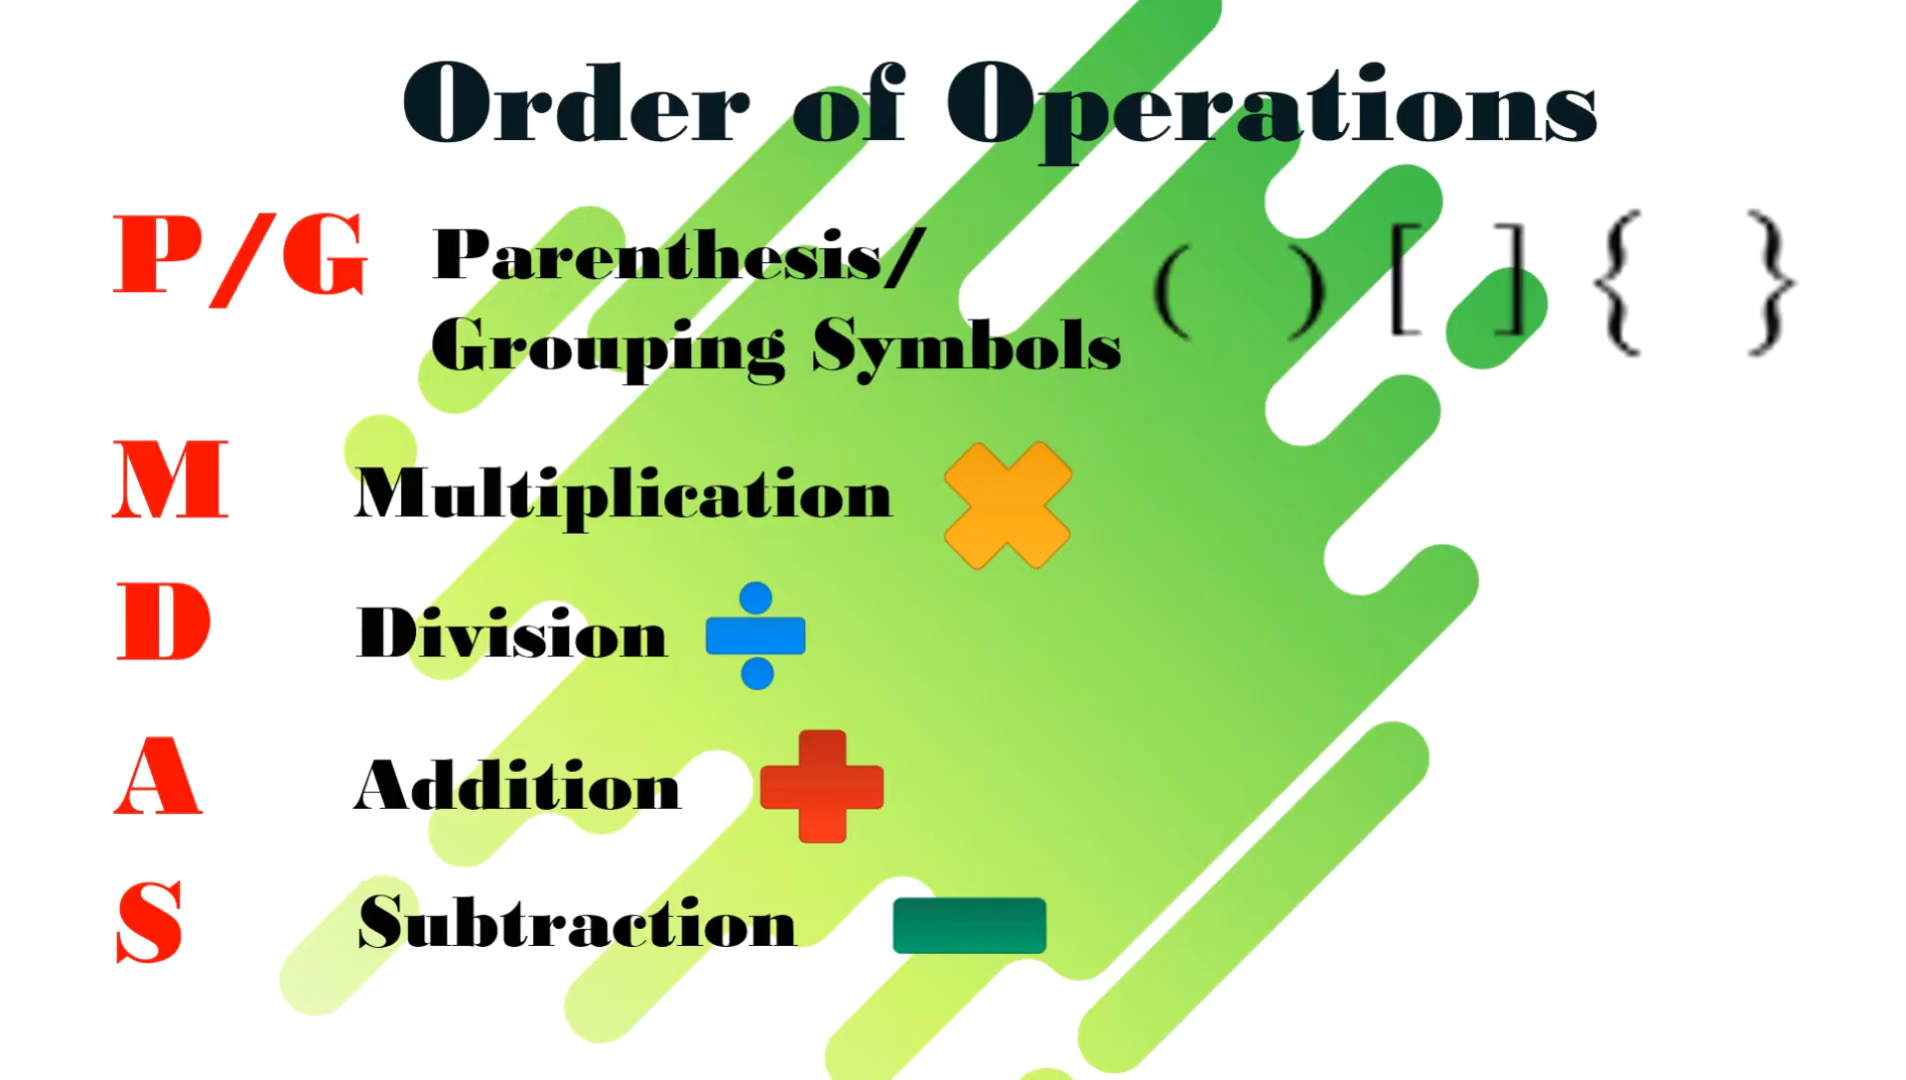 Order of Operations
P/G Parenthesis/ ( ) [ ] { }
Grouping Symbols
M Multiplication ✖
D Division ➗
A Addition ➕
S Subtraction ➖